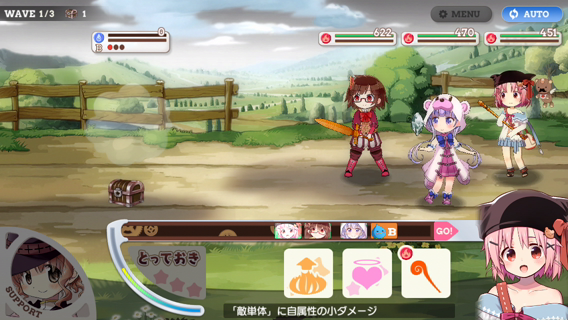 WAVE 1/3 1
MENU
AUTO
0
B
622
470
451
B GO!
とっておき
SUPPORT
「敵単体」に自属性の小ダメージ